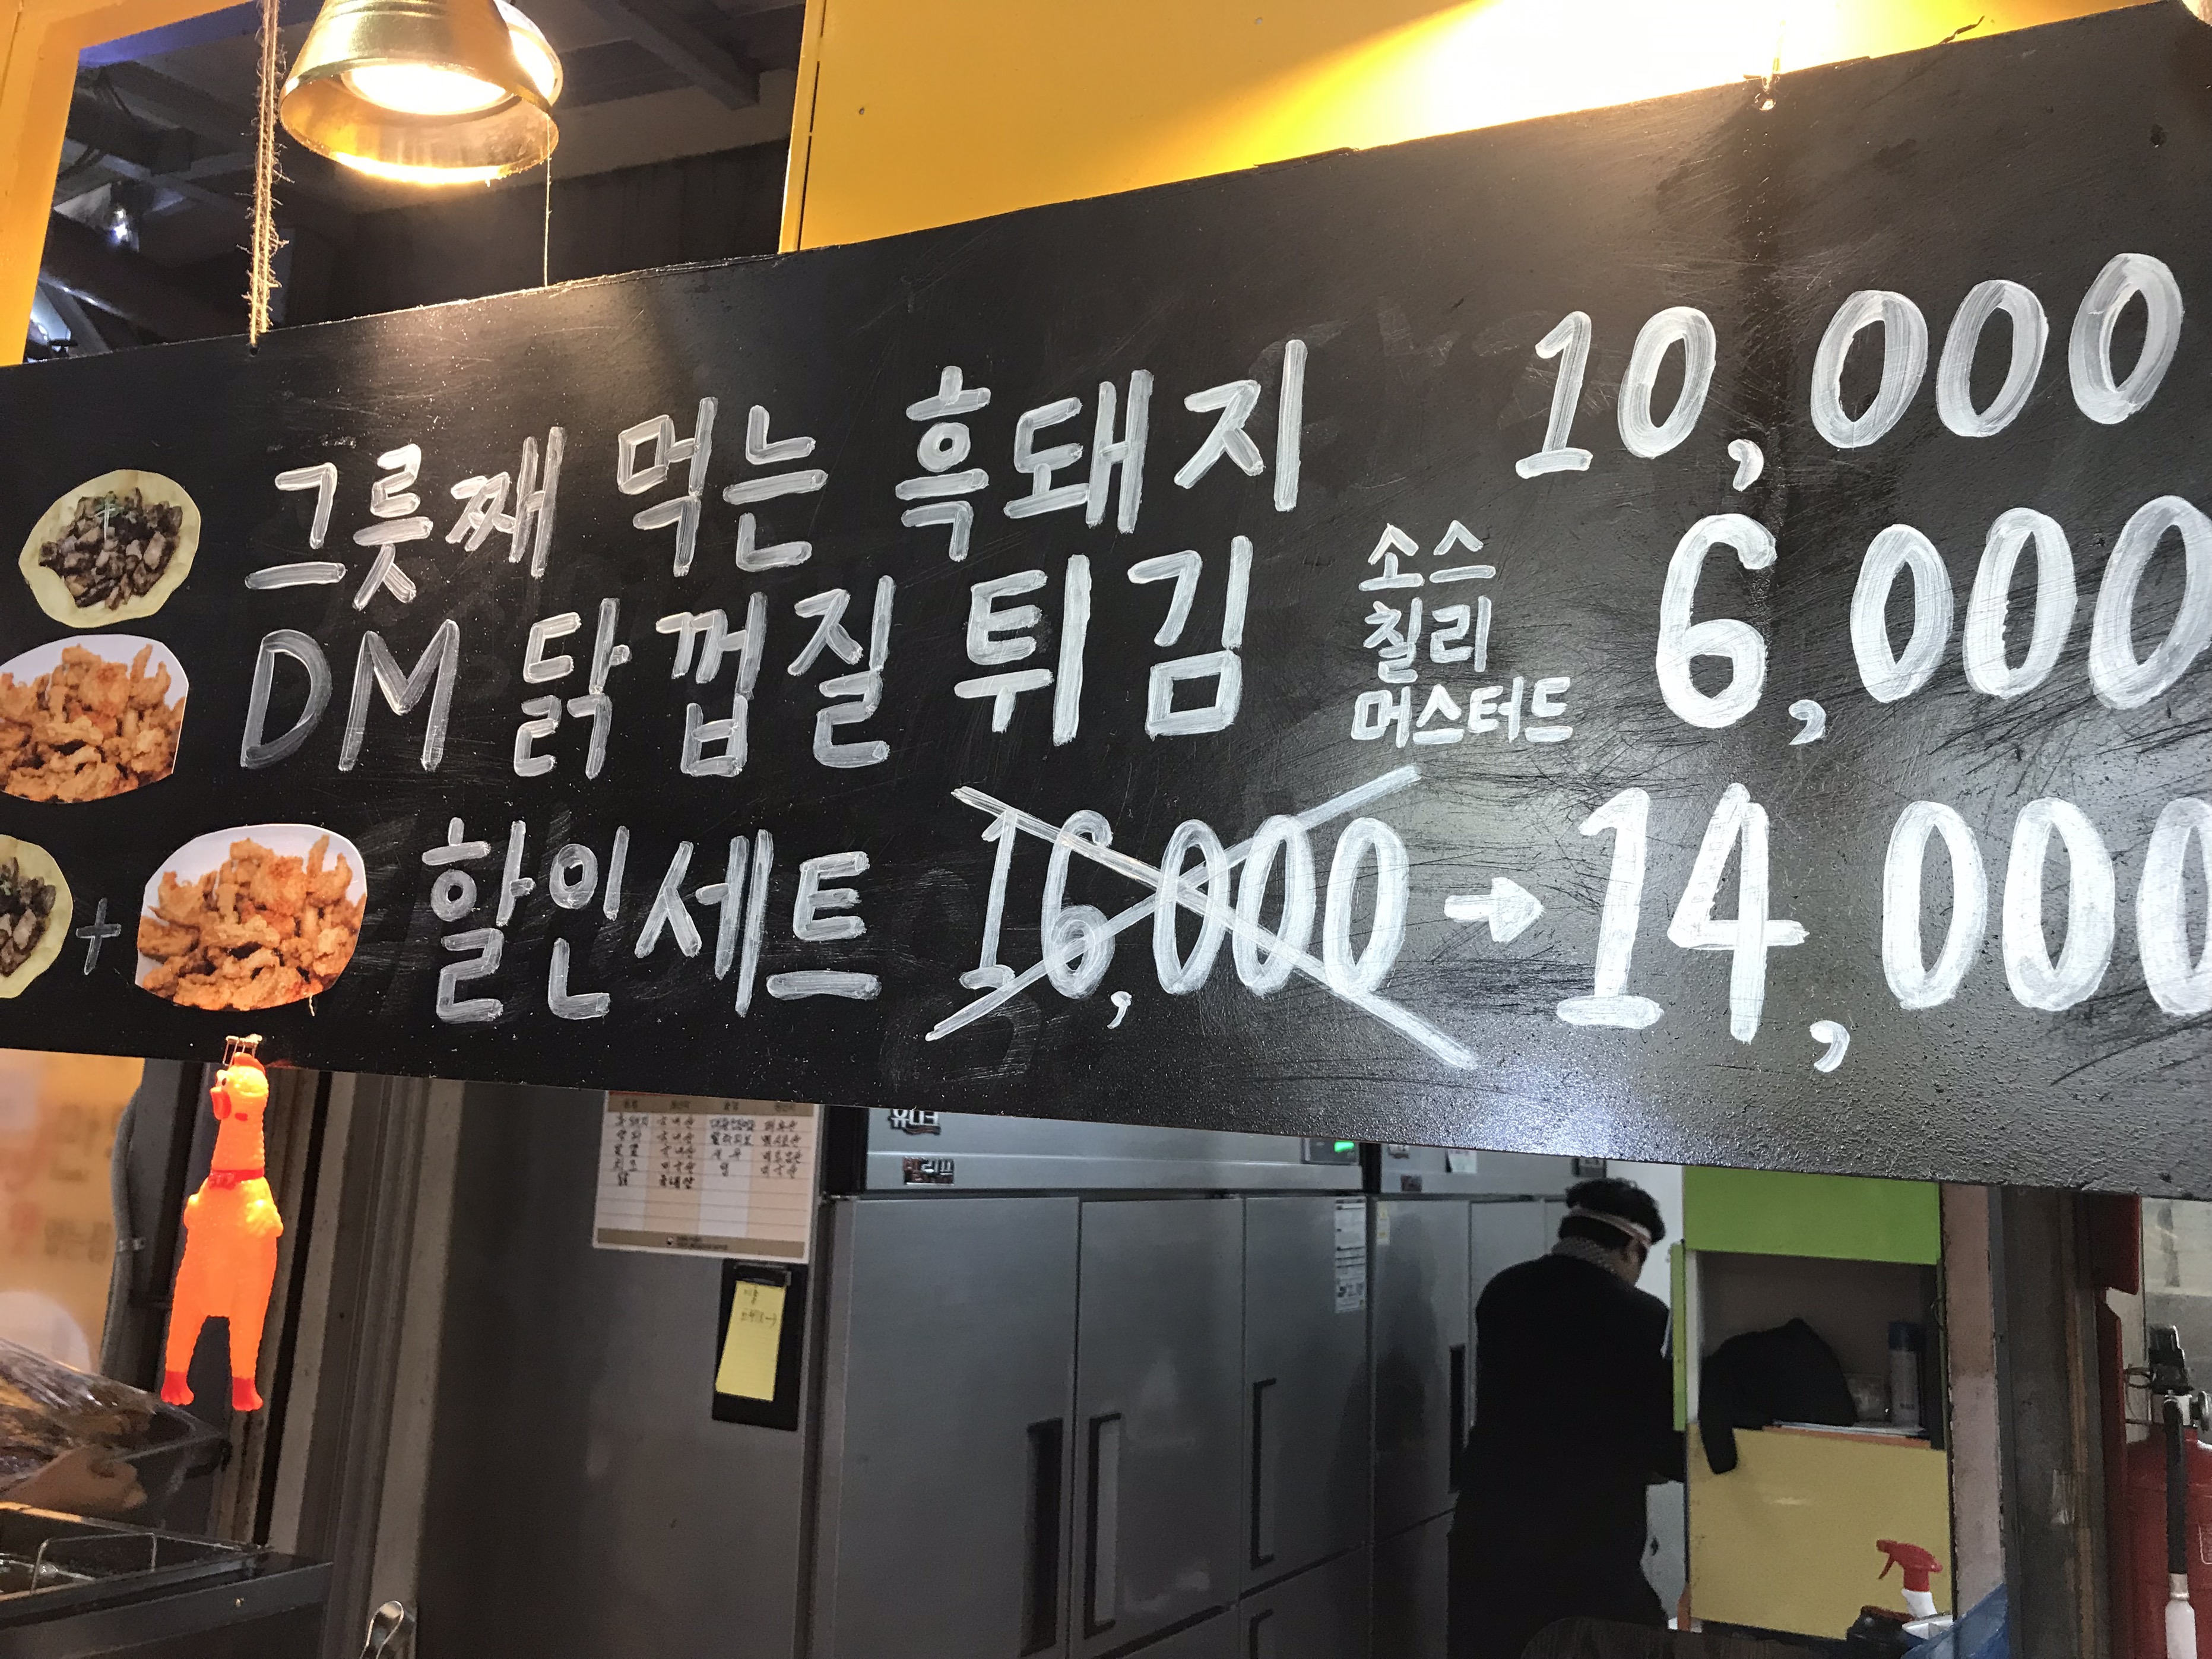 그릇째 먹는 흑돼지 10,000
DM 닭껍질 튀김 소스 칠리 머스터드 6,000
+ 할인세트 16,000 → 14,000